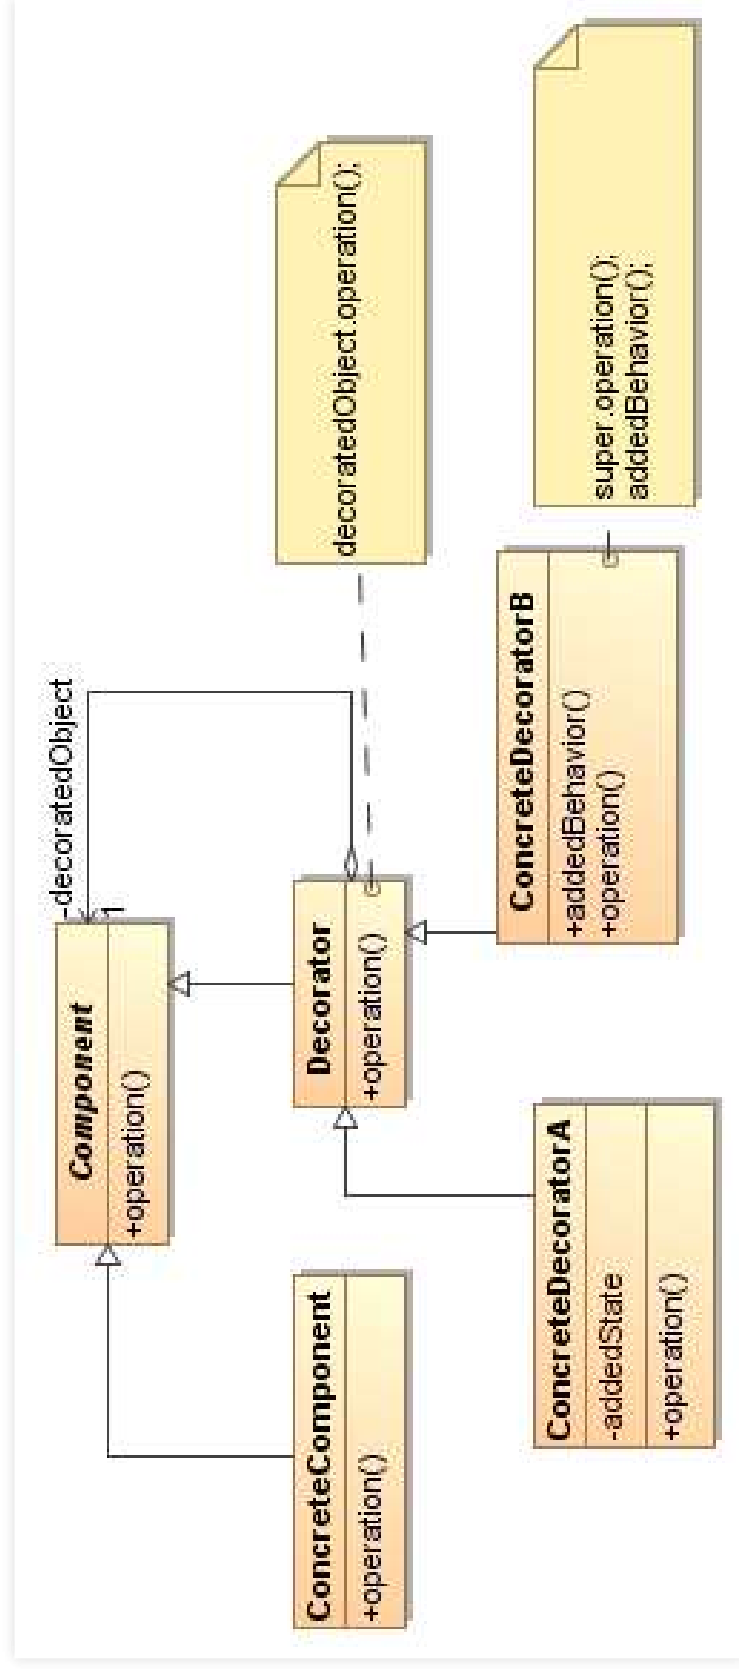 Component
+operation()
-decoratedObject
1
ConcreteComponent
+operation()
Decorator
+operation()
decoratedObject.operation();
ConcreteDecoratorA
-addedState
+operation()
ConcreteDecoratorB
+addedBehavior()
+operation()
super.operation();
addedBehavior();